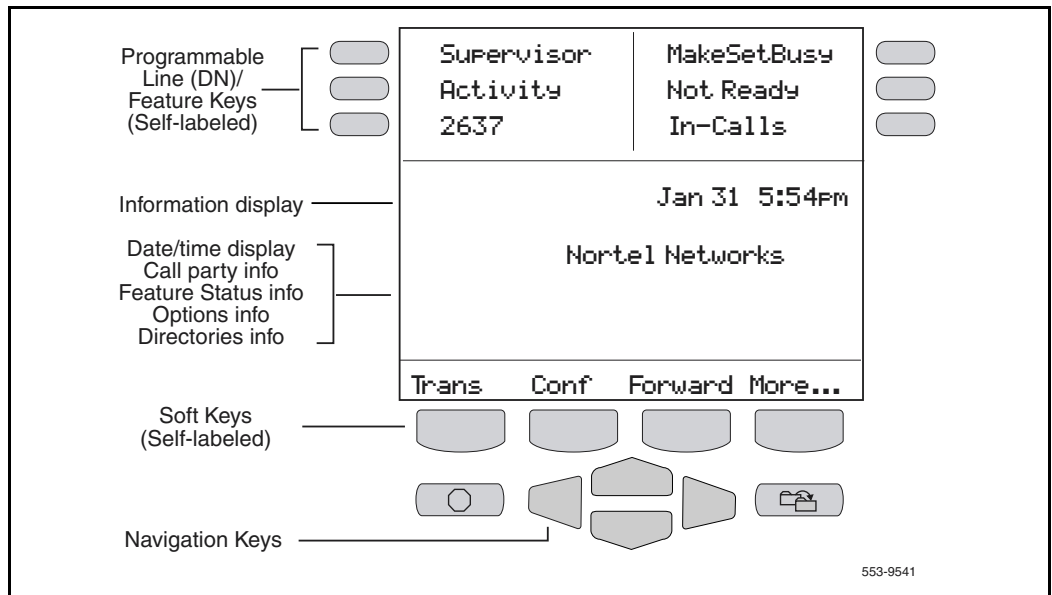 Programmable
Line (DN)/
Feature Keys
(Self-labeled)
Supervisor MakeSetBusy
Activity Not Ready
2637 In-Calls
Information display
Jan 31 5:54pm
Date/time display
Call party info
Feature Status info
Options info
Directories info
Nortel Networks
Trans Conf Forward More...
Soft Keys
(Self-labeled)
Navigation Keys
553-9541